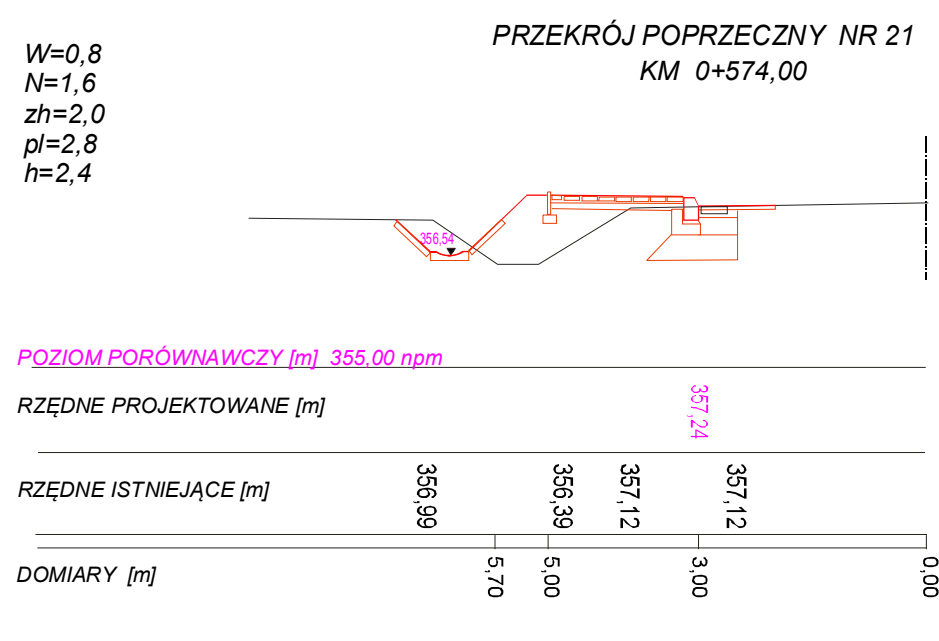 PRZEKRÓJ POPRZECZNY NR 21
KM 0+574,00
W=0,8
N=1,6
zh=2,0
pl=2,8
h=2,4
356,54
POZIOM PORÓWNAWCZY [m] 355,00 npm
RZĘDNE PROJEKTOWANE [m]
357,24
RZĘDNE ISTNIEJĄCE [m]
356,99
356,39
357,12
357,12
DOMIARY [m]
5,70
5,00
3,00
0,00